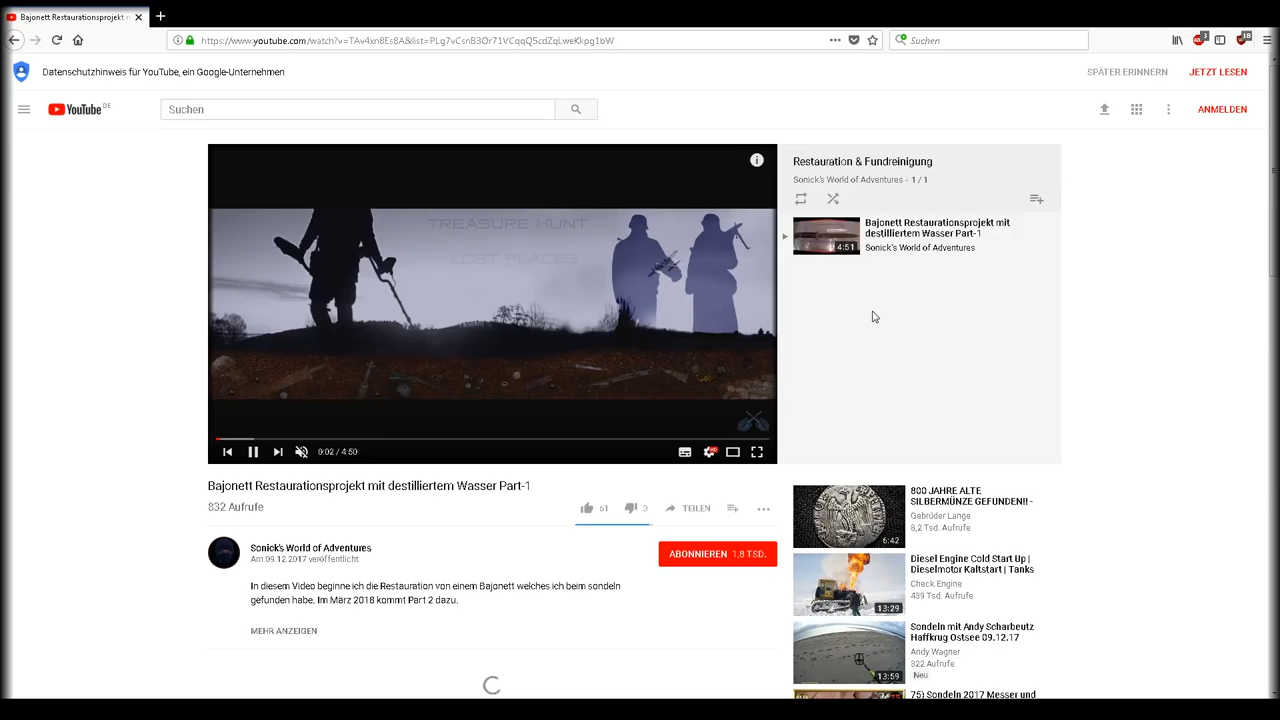 Bajonett Restaurationsprojekt m
https://www.youtube.com/watch?v=TAv4xn8Es8A&list=PLg7vCsnB3Or71VCqqQ5cdZqLweKkpg1bW
Suchen
3
18
Datenschutzhinweis für YouTube, ein Google-Unternehmen
SPÄTER ERINNERN
JETZT LESEN
YouTube DE
Suchen
ANMELDEN
TREASURE HUNT
LOST PLACES
0:02 / 4:50
HD
Restauration & Fundreinigung
Sonick's World of Adventures - 1 / 1
4:51
Bajonett Restaurationsprojekt mit
destilliertem Wasser Part-1
Sonick's World of Adventures
Bajonett Restaurationsprojekt mit destilliertem Wasser Part-1
832 Aufrufe
61
3
TEILEN
Sonick's World of Adventures
Am 09.12.2017 veröffentlicht
ABONNIEREN 1,8 TSD.
In diesem Video beginne ich die Restauration von einem Bajonett welches ich beim sondeln
gefunden habe. Im März 2018 kommt Part 2 dazu.
MEHR ANZEIGEN
6:42
800 JAHRE ALTE
SILBERMÜNZE GEFUNDEN!! -
Gebrüder Lange
8,2 Tsd. Aufrufe
13:29
Diesel Engine Cold Start Up |
Dieselmotor Kaltstart | Tanks
Check Engine
439 Tsd. Aufrufe
13:59
Sondeln mit Andy Scharbeutz
Haffkrug Ostsee 09.12.17
Andy Wagner
322 Aufrufe
Neu
75) Sondeln 2017 Messer und